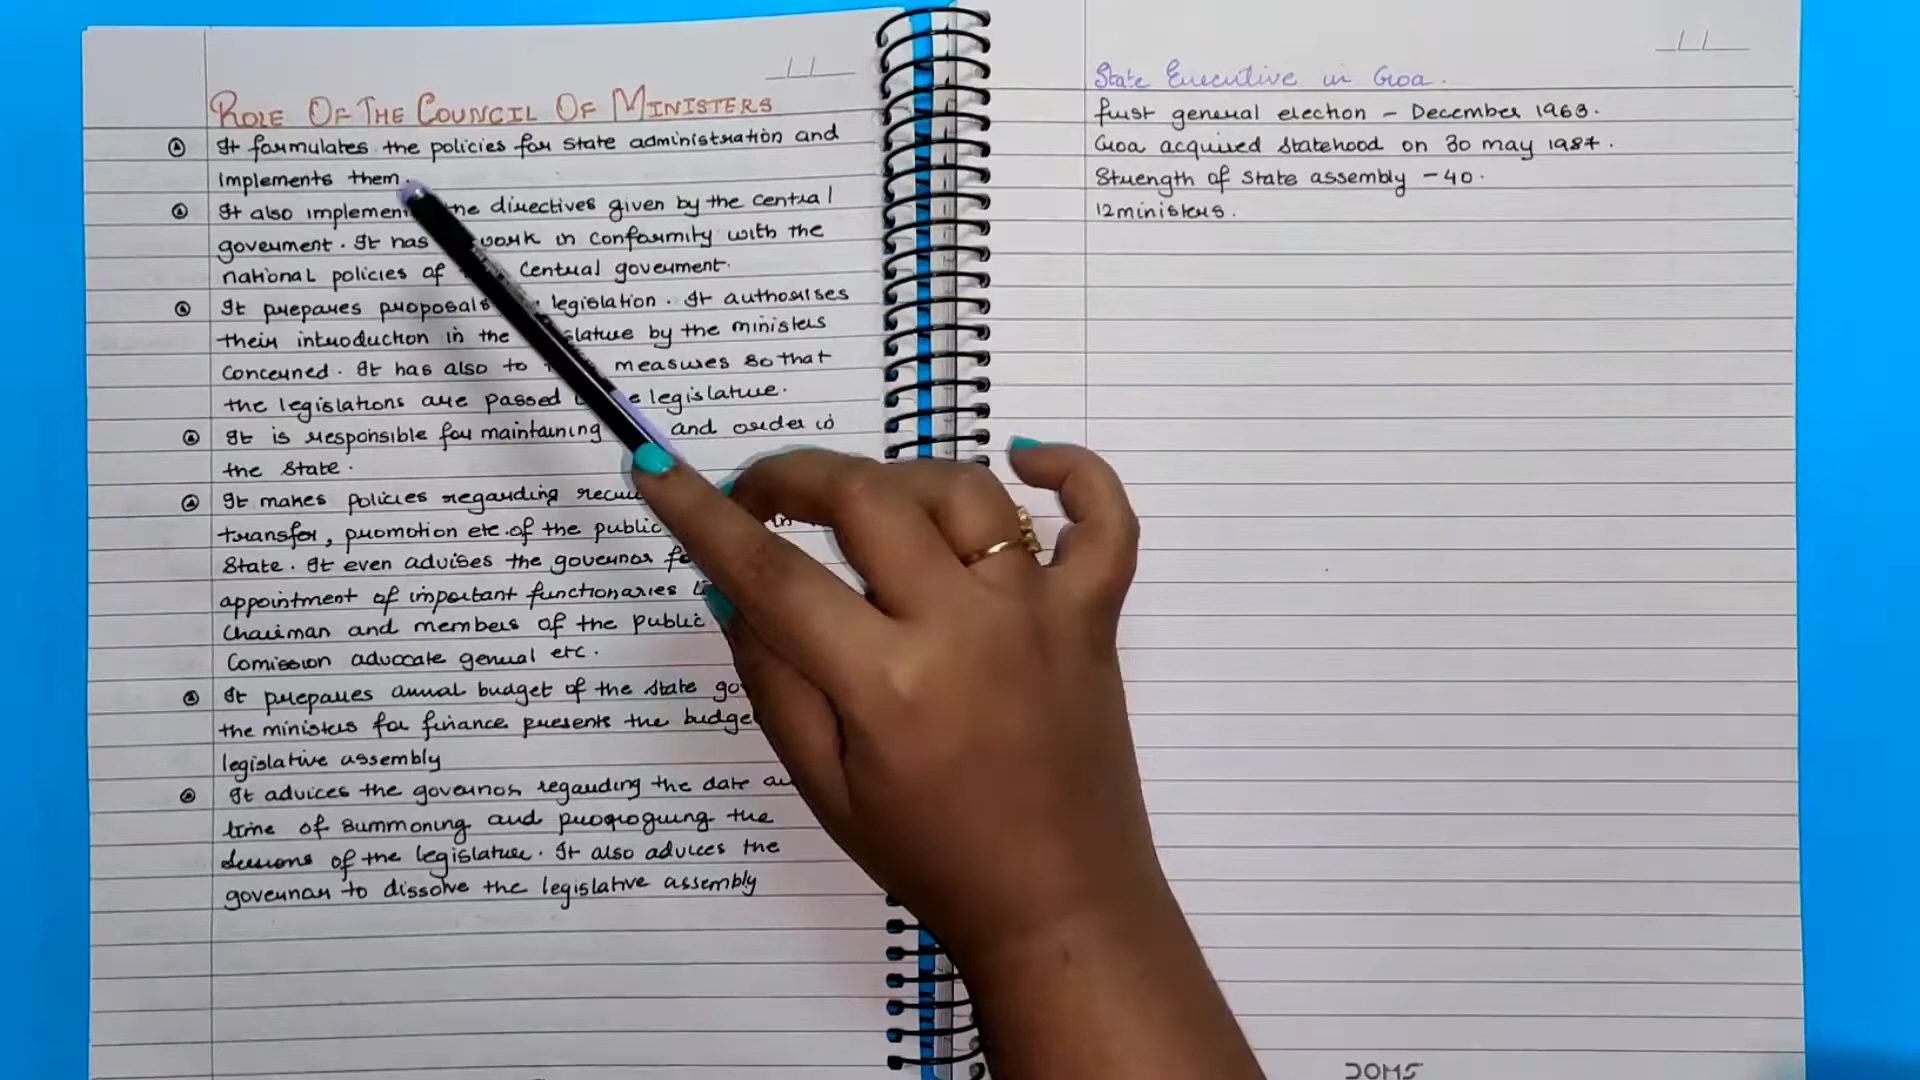 ROLE OF THE COUNCIL OF MINISTERS
It formulates the policies for state administration and
implements them.
It also implement the directives given by the central
goverment. It has work in conformity with the
national policies of central goverment.
It prepares proposals legislation. It authorises
their introduction in the by the ministers
concerned. It has also to measures so that
the legislations are passed legislature.
It is responsible for maintaining and order in
the state.
It makes policies regarding
transfer, promotion etc. of the public in
State. It even advises the governor
appointment of important functionaries
Chairman and members of the public
Comission advocate genual etc.
It prepares annual budget of the state
the ministers for finance presents the budget
legislative assembly
It advices the governor regarding the date
time of summoning and proroguing the
sessions of the legislature. It also advices the
governor to dissolve the legislative assembly
State Executive in Goa.
first general election - December 1963.
Goa acquired statehood on 30 may 1987.
Strength of state assembly - 40.
12 ministers.
DOMS